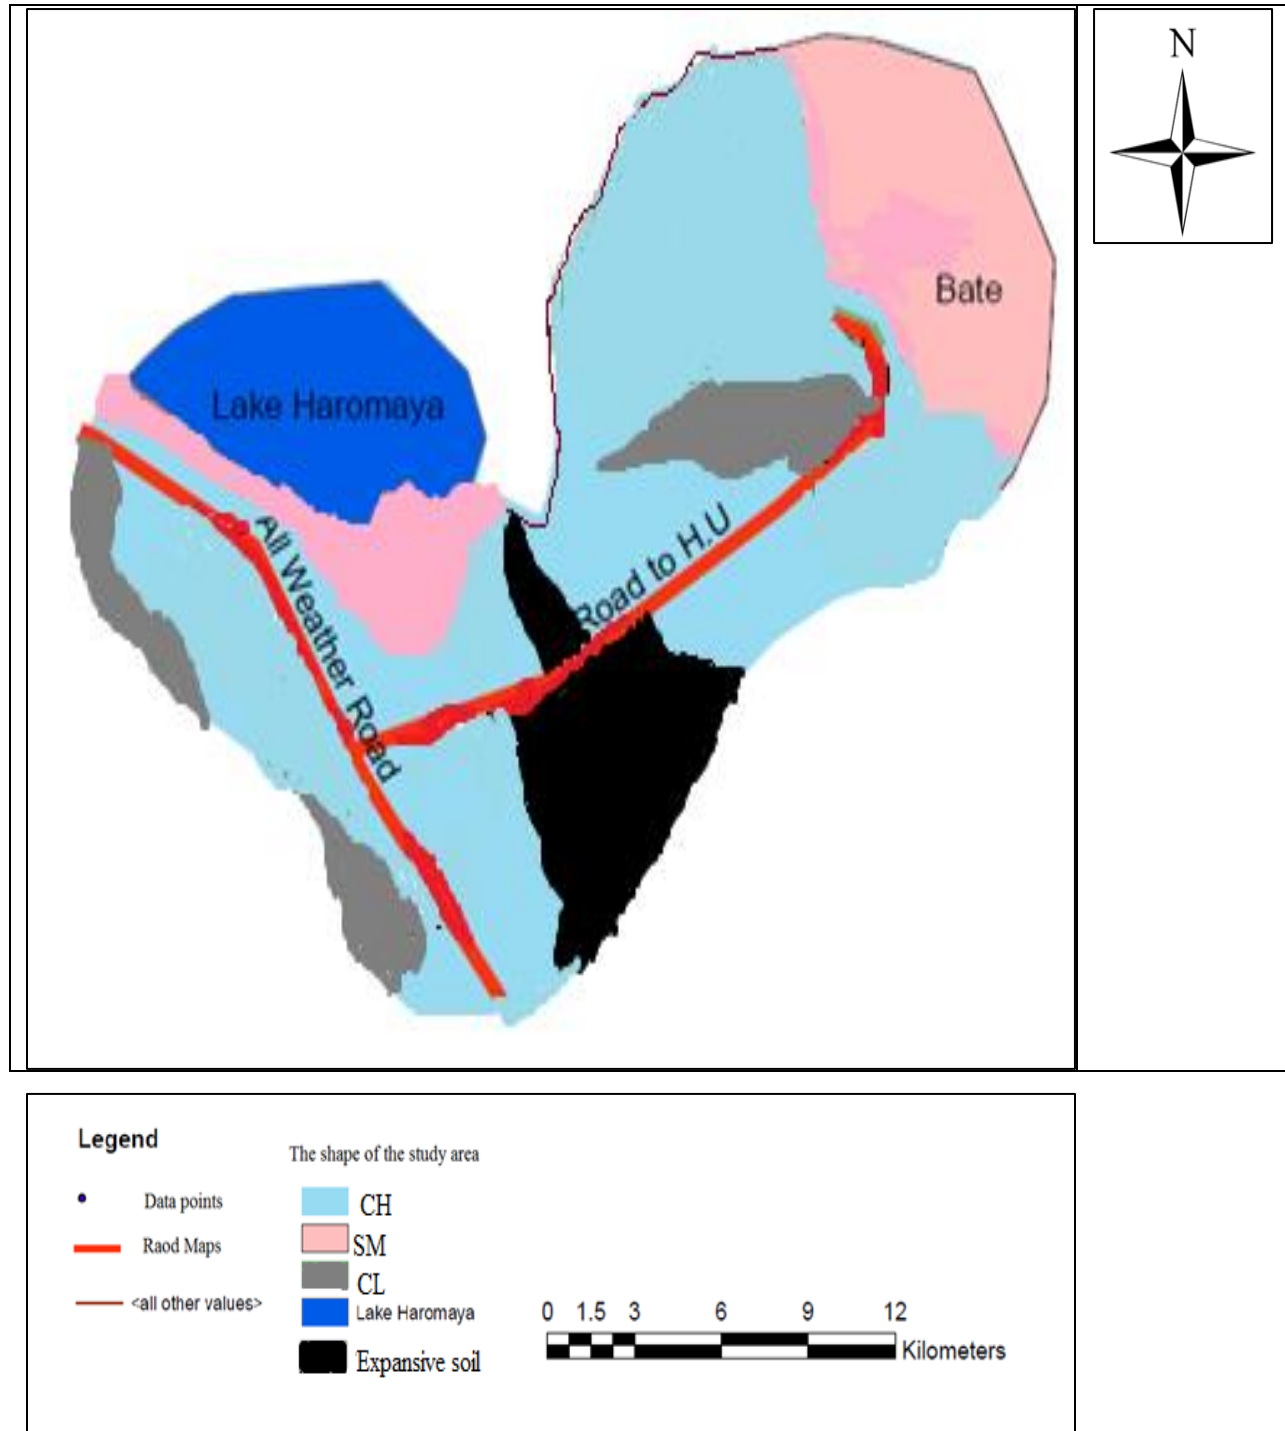 N
Bate
Lake Haromaya
All Weather Road
Road to H.U
Legend
The shape of the study area
Data points
CH
Raod Maps
SM
CL
<all other values>
Lake Haromaya
Expansive soil
0 1.5 3 6 9 12
Kilometers